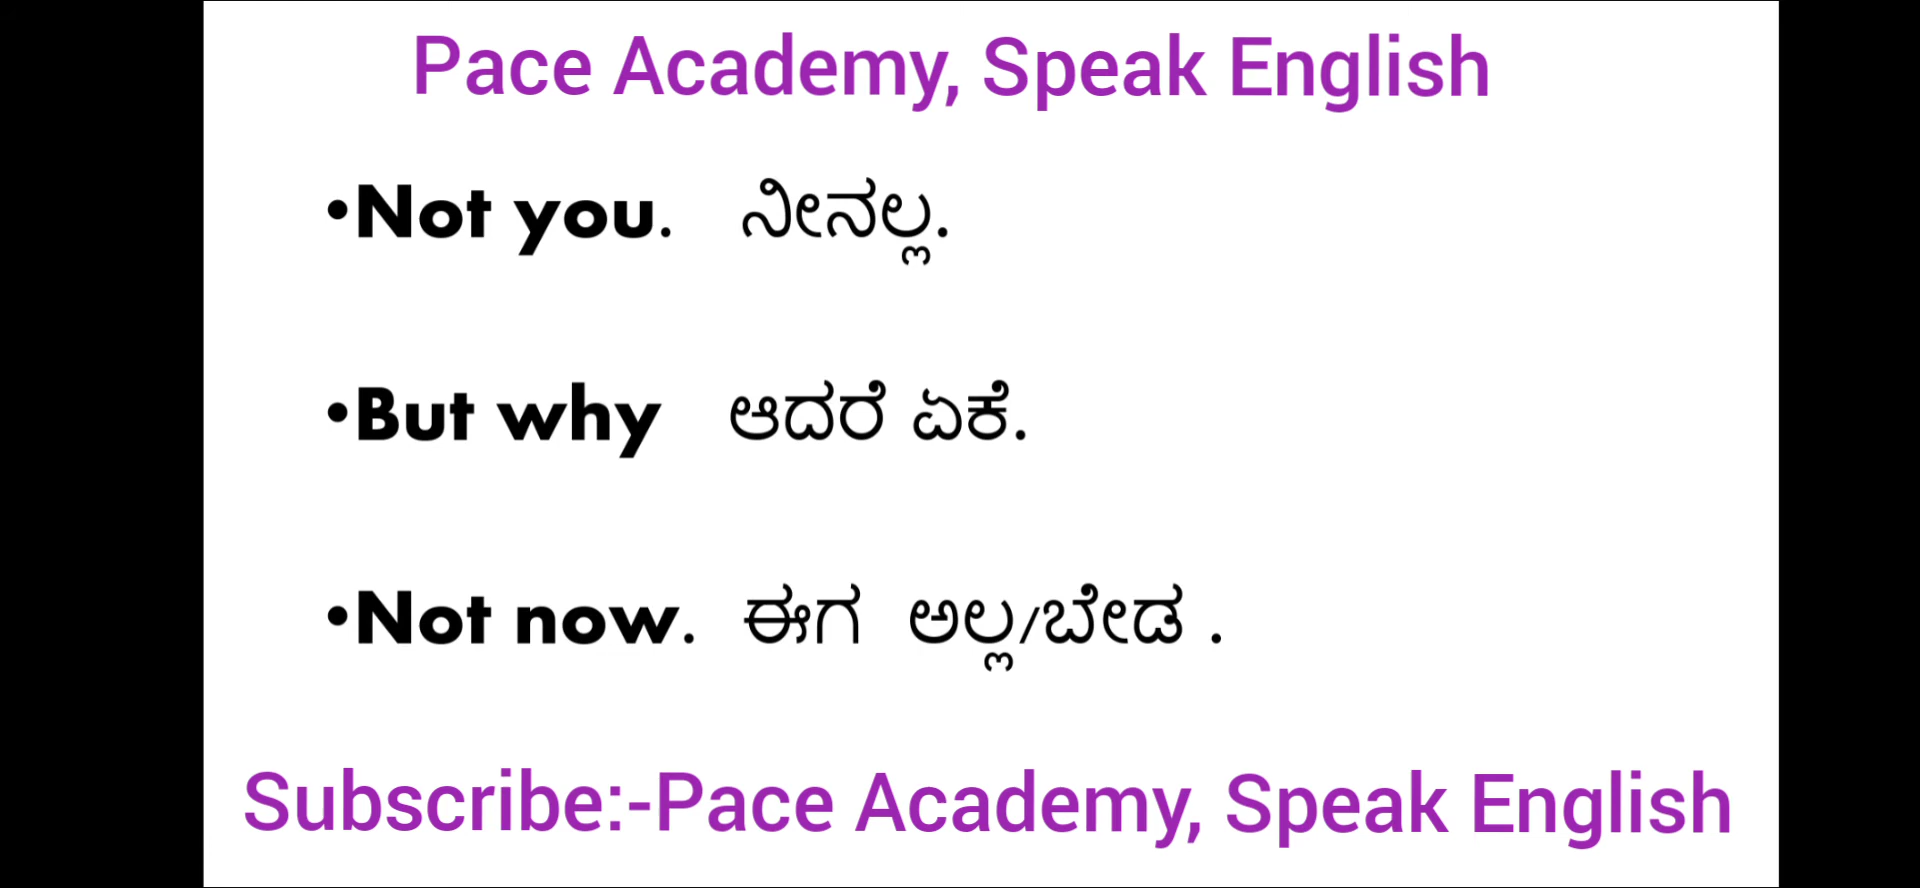 Pace Academy, Speak English
•Not you. ನೀನಲ್ಲ.
•But why ಆದರೆ ಏಕೆ.
•Not now. ಈಗ ಅಲ್ಲ/ಬೇಡ .
Subscribe:-Pace Academy, Speak English